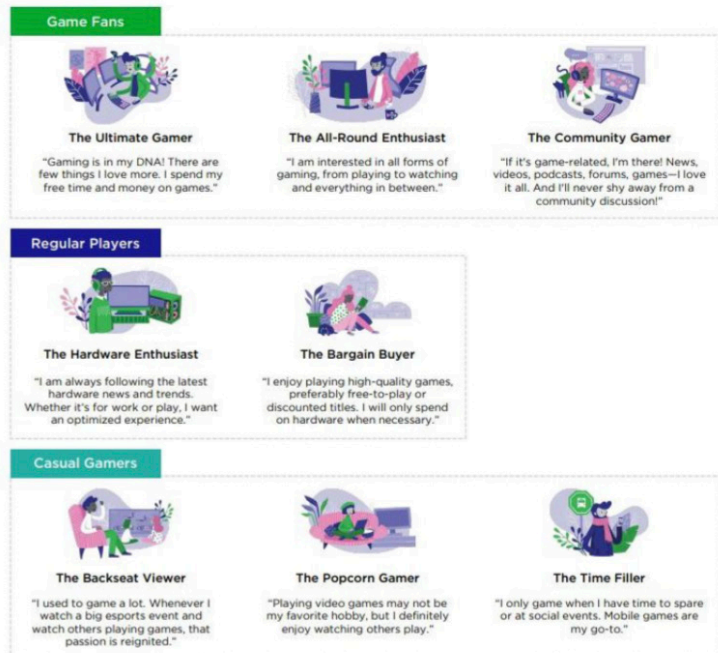 Game Fans
The Ultimate Gamer
"Gaming is in my DNA! There are
few things I love more. I spend my
free time and money on games."
The All-Round Enthusiast
"I am interested in all forms of
gaming, from playing to watching
and everything in between."
The Community Gamer
"If it's game-related, I'm there! News,
videos, podcasts, forums, games—I love
it all. And I'll never shy away from a
community discussion!"
Regular Players
The Hardware Enthusiast
"I am always following the latest
hardware news and trends.
Whether it's for work or play, I want
an optimized experience."
The Bargain Buyer
"I enjoy playing high-quality games,
preferably free-to-play or
discounted titles. I will only spend
on hardware when necessary."
Casual Gamers
The Backseat Viewer
"I used to game a lot. Whenever I
watch a big esports event and
watch others playing games, that
passion is reignited."
The Popcorn Gamer
"Playing video games may not be
my favorite hobby, but I definitely
enjoy watching others play."
The Time Filler
"I only game when I have time to spare
or at social events. Mobile games are
my go-to."